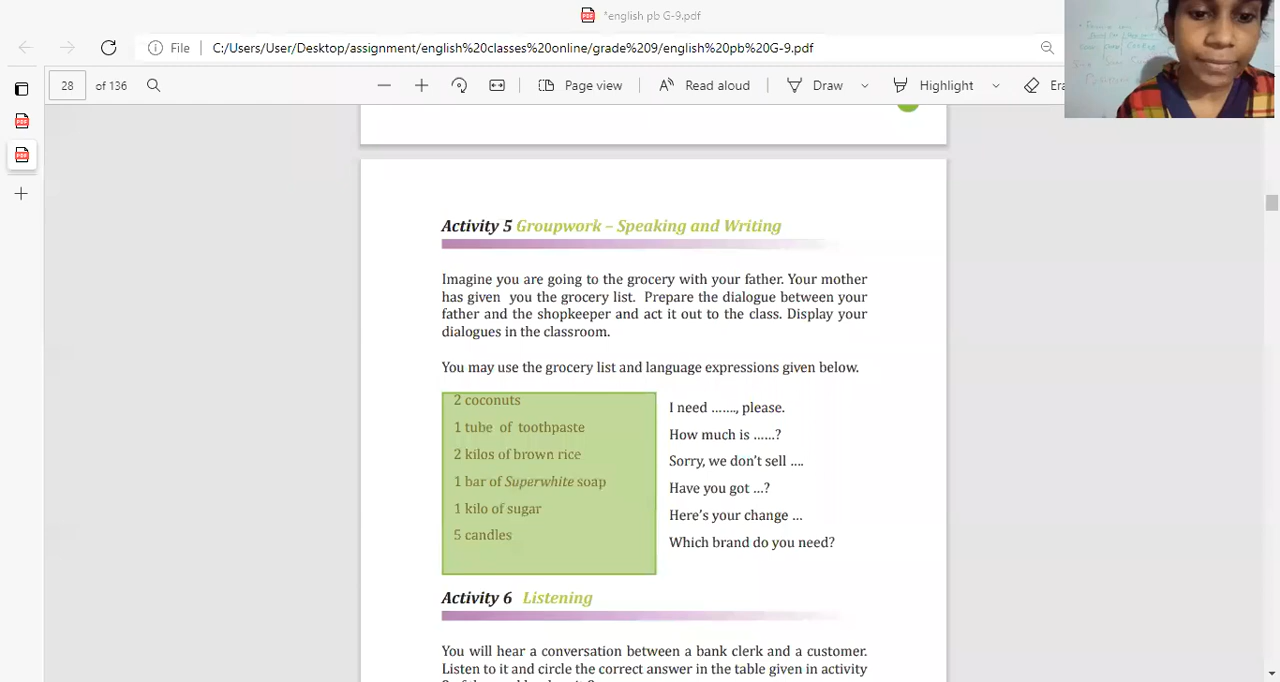 *english pb G-9.pdf
File C:/Users/User/Desktop/assignment/english%20classes%20online/grade%209/english%20pb%20G-9.pdf
28 of 136 Page view Read aloud Draw Highlight Era
Activity 5 Groupwork – Speaking and Writing
Imagine you are going to the grocery with your father. Your mother
has given you the grocery list. Prepare the dialogue between your
father and the shopkeeper and act it out to the class. Display your
dialogues in the classroom.
You may use the grocery list and language expressions given below.
2 coconuts
1 tube of toothpaste
2 kilos of brown rice
1 bar of Superwhite soap
1 kilo of sugar
5 candles
I need ……., please.
How much is ……?
Sorry, we don't sell ….
Have you got …?
Here's your change …
Which brand do you need?
Activity 6 Listening
You will hear a conversation between a bank clerk and a customer.
Listen to it and circle the correct answer in the table given in activity